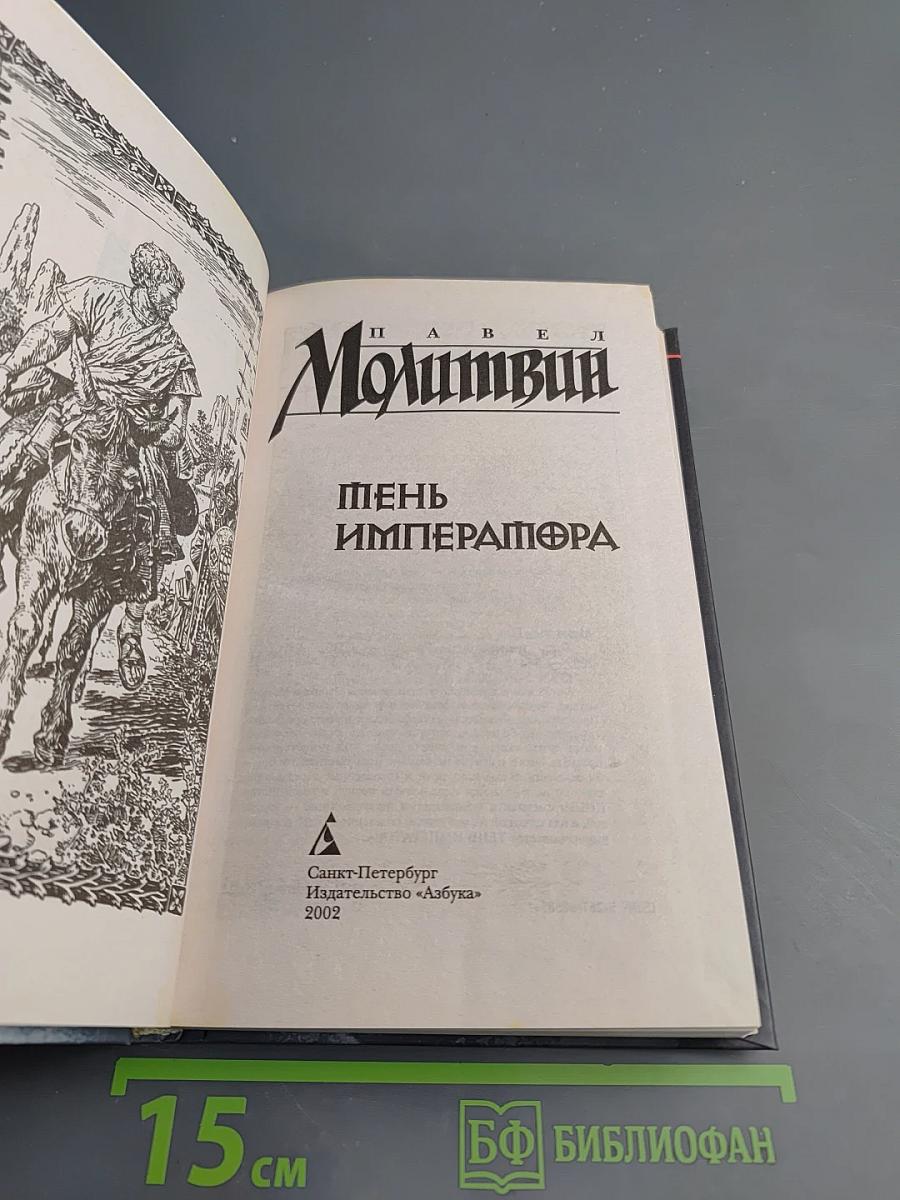 ПАВЕЛ
Молитвин
ТЕНЬ
ИМПЕРАТОРА
Санкт-Петербург
Издательство «Азбука»
2002
15 см
БФ БИБЛИОФАН